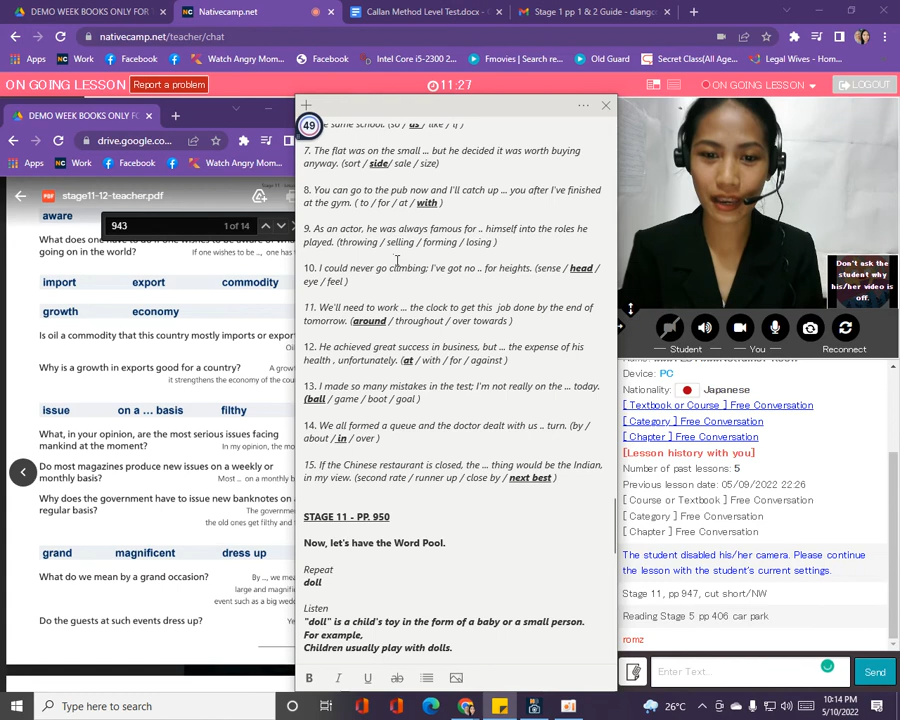 DEMO WEEK BOOKS ONLY FOR
Nativecamp.net
Callan Method Level Test.docx -
Stage 1 pp 1 & 2 Guide - diangc
nativecamp.net/teacher/chat
Apps
Work
Facebook
Watch Angry Mom...
Facebook
Intel Core i5-2300 2...
Fmovies | Search re...
Old Guard
Secret Class(All Age...
Legal Wives - Hom...
ON GOING LESSON
Report a problem
11:27
ON GOING LESSON
LOGOUT
DEMO WEEK BOOKS ONLY FO
drive.google.co...
Apps
Work
Facebook
Watch Angry Mom...
stage11-12-teacher.pdf
943
1 of 14
aware
What does one have to do if one wishes to be aware of what
going on in the world?
If one wishes to be .., one has
import
export
commodity
growth
economy
Is oil a commodity that this country mostly imports or expor
Why is a growth in exports good for a country?
A growt
it strengthens the economy of the cou
issue
on a … basis
filthy
What, in your opinion, are the most serious issues facing
mankind at the moment?
In my opinion, the mo
Do most magazines produce new issues on a weekly or
monthly basis?
Most .. on a monthly b
Why does the government have to issue new banknotes on a
regular basis?
The governme
the old ones get filthy and t
grand
magnificent
dress up
What do we mean by a grand occasion?
By .., we mea
large and magnific
event such as a big wedd
Do the guests at such events dress up?
Ye
49
same school. (so / as / like / if )
7. The flat was on the small ... but he decided it was worth buying
anyway. (sort / side/ sale / size)
8. You can go to the pub now and I'll catch up ... you after I've finished
at the gym. ( to / for / at / with )
9. As an actor, he was always famous for .. himself into the roles he
played. (throwing / selling / forming / losing )
10. I could never go climbing; I've got no .. for heights. (sense / head /
eye / feel )
11. We'll need to work ... the clock to get this job done by the end of
tomorrow. (around / throughout / over towards )
12. He achieved great success in business, but ... the expense of his
health , unfortunately. (at / with / for / against )
13. I made so many mistakes in the test; I'm not really on the ... today.
(ball / game / boot / goal )
14. We all formed a queue and the doctor dealt with us .. turn. (by /
about / in / over )
15. If the Chinese restaurant is closed, the ... thing would be the Indian,
in my view. (second rate / runner up / close by / next best )
STAGE 11 - PP. 950
Now, let's have the Word Pool.
Repeat
doll
Listen
"doll" is a child's toy in the form of a baby or a small person.
For example,
Children usually play with dolls.
B I U ab
Don't ask the
student why
his/her video is
off.
Student
You
Reconnect
Device: PC
Nationality: Japanese
[ Textbook or Course ] Free Conversation
[ Category ] Free Conversation
[ Chapter ] Free Conversation
[Lesson history with you]
Number of past lessons: 5
Previous lesson date: 05/09/2022 22:26
[ Course or Textbook ] Free Conversation
[ Category ] Free Conversation
[ Chapter ] Free Conversation
The student disabled his/her camera. Please continue
the lesson with the student's current settings.
Stage 11, pp 947, cut short/NW
Reading Stage 5 pp 406 car park
romz
Enter Text...
Send
Type here to search
26°C
10:14 PM
5/10/2022